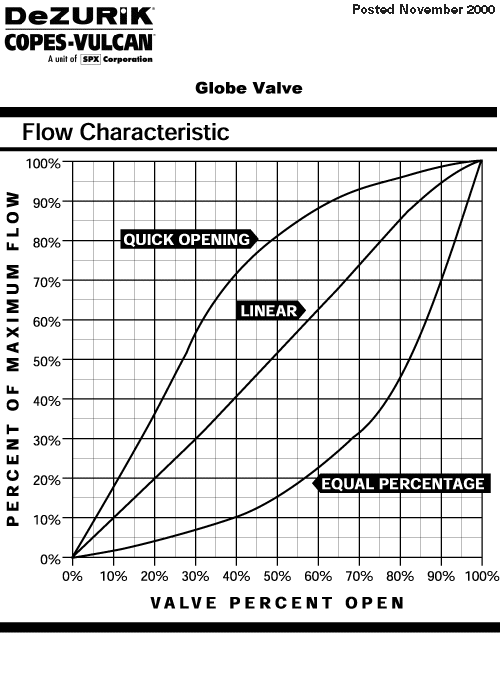 DeZURIK
Posted November 2000
COPES-VULCAN
A unit of SPX Corporation
Globe Valve
Flow Characteristic
PERCENT OF MAXIMUM FLOW
100%
90%
80%
70%
60%
50%
40%
30%
20%
10%
0%
QUICK OPENING
LINEAR
EQUAL PERCENTAGE
0% 10% 20% 30% 40% 50% 60% 70% 80% 90% 100%
VALVE PERCENT OPEN